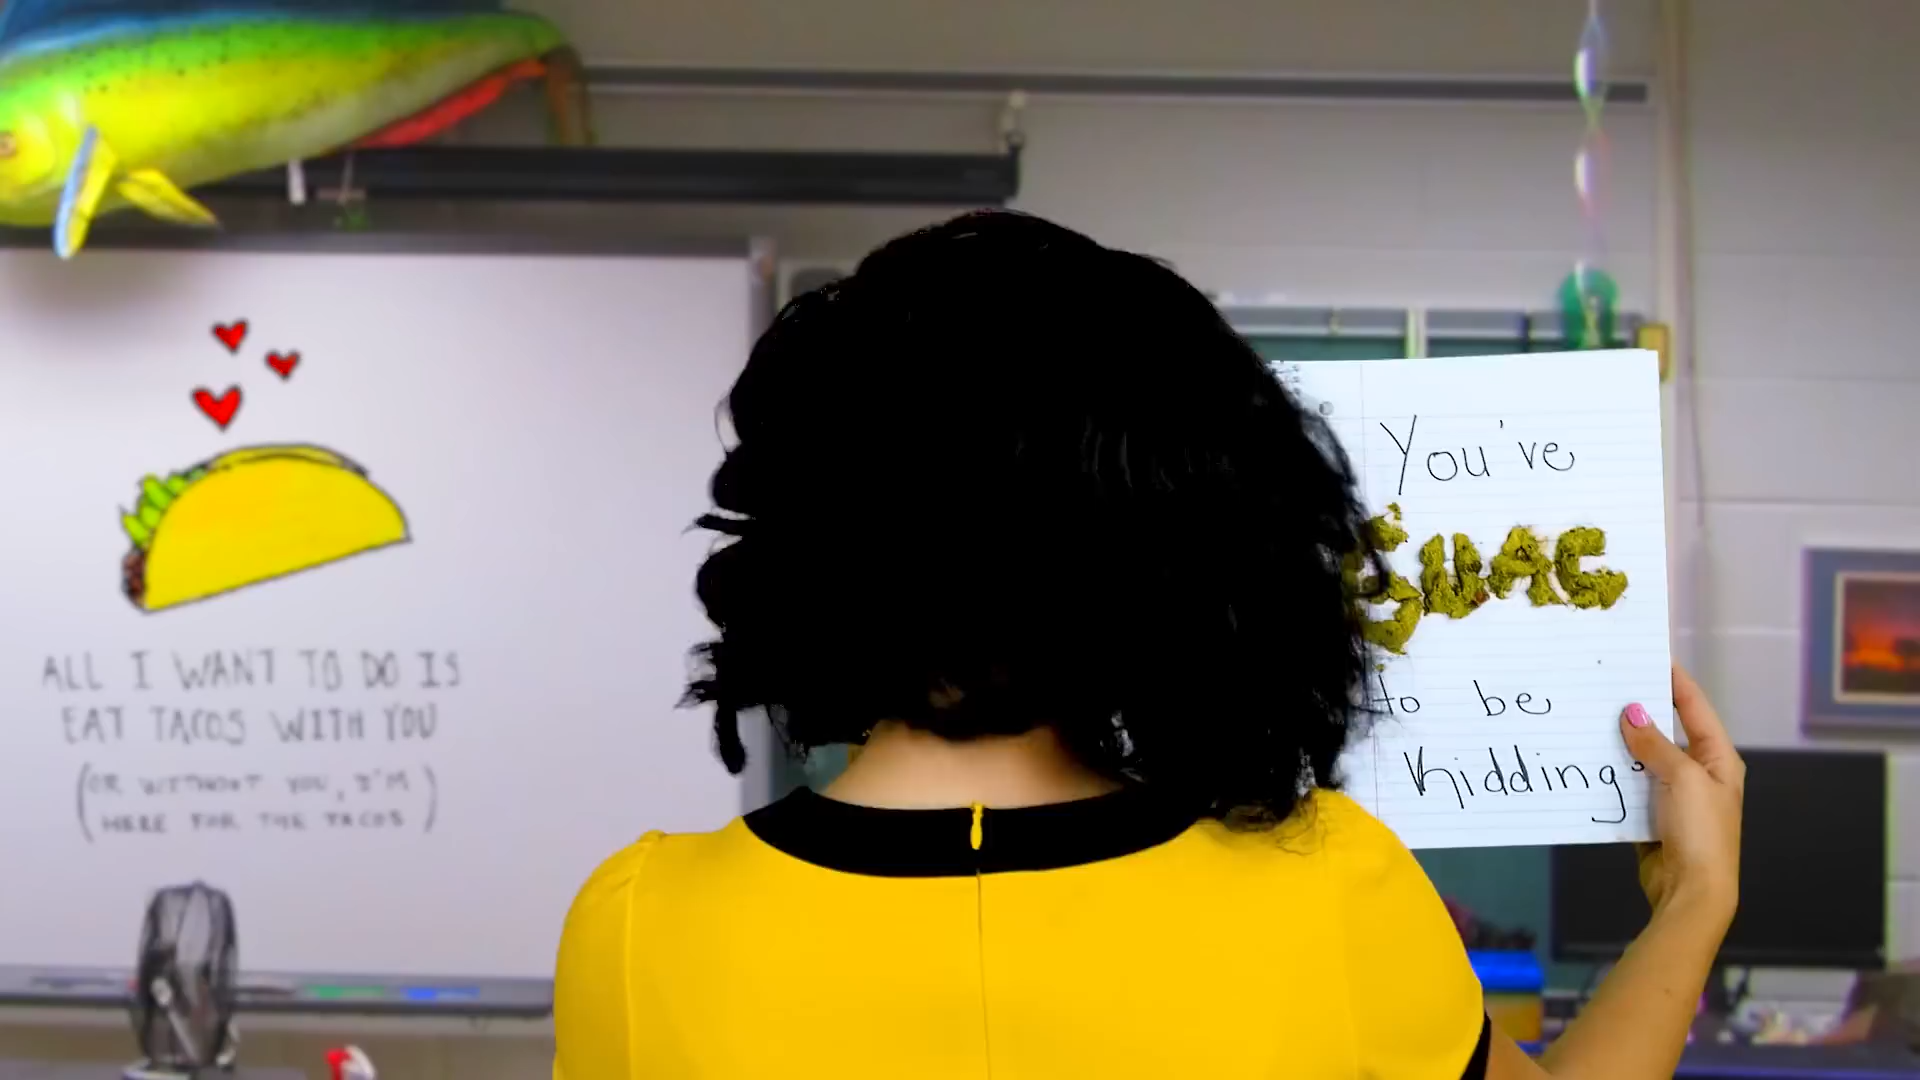 ALL I WANT TO DO IS
EAT TACOS WITH YOU
(OR WITHOUT YOU, I'M
HERE FOR THE TACOS)
You've
GUAC
to be
Kidding.